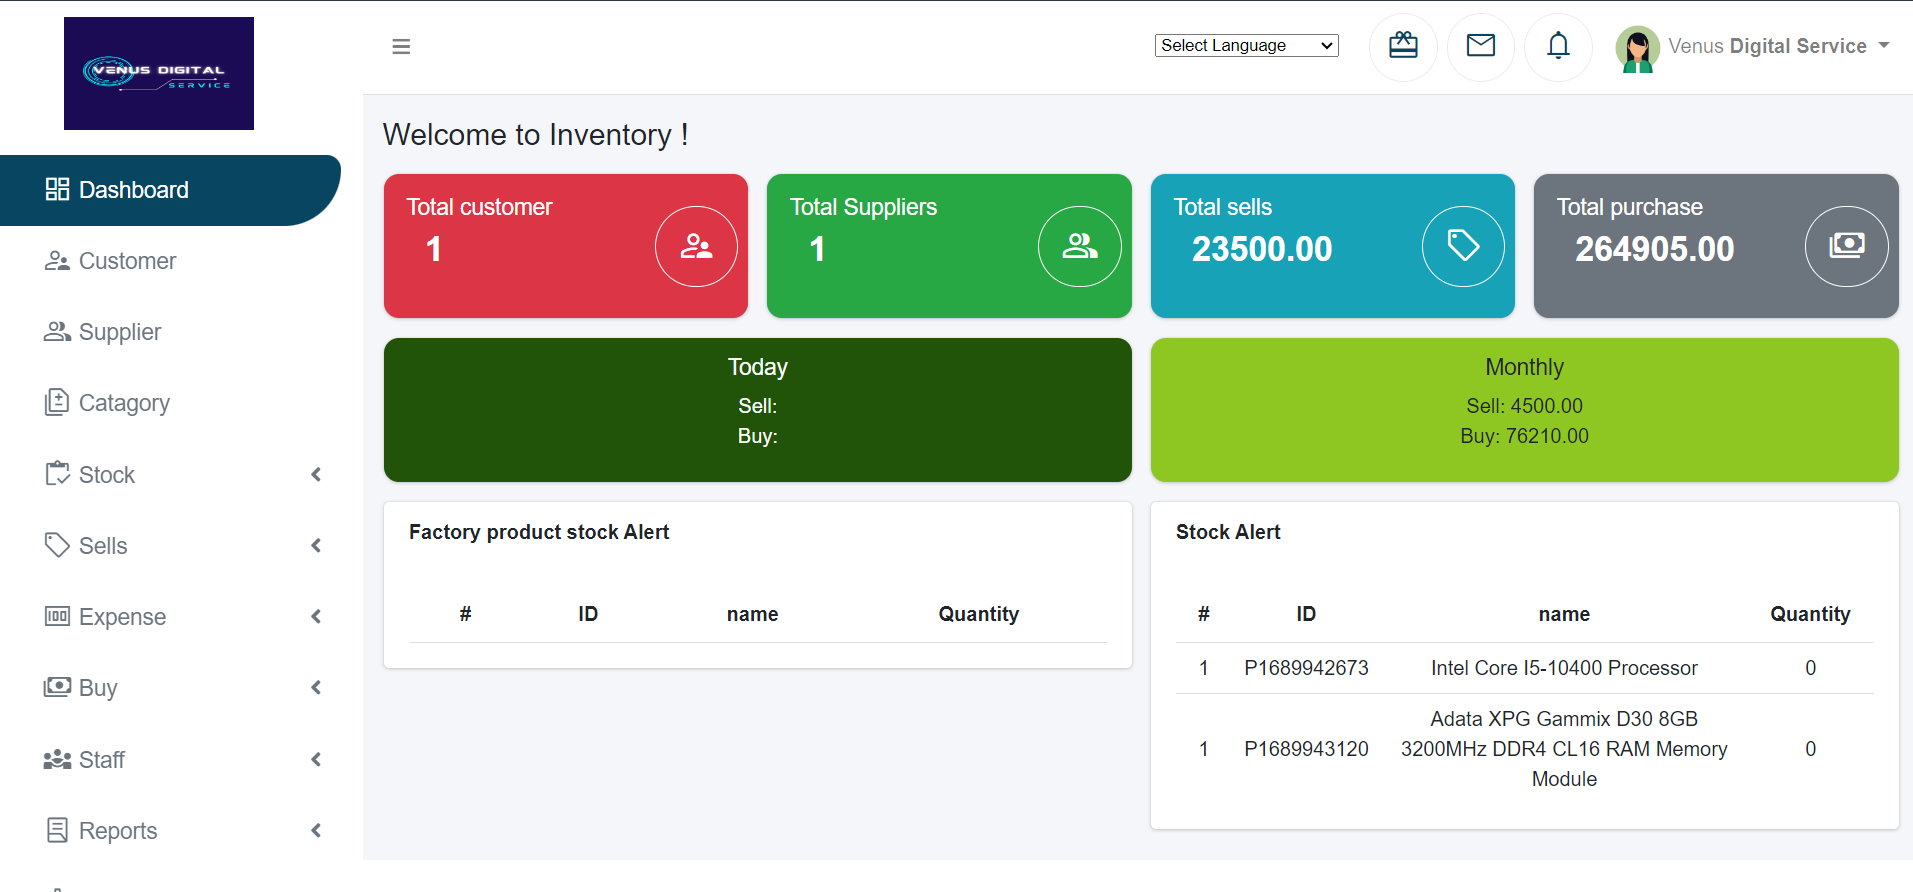 VENUS DIGITAL
SERVICE
Select Language
Venus Digital Service
Dashboard
Customer
Supplier
Catagory
Stock
Sells
Expense
Buy
Staff
Reports
Welcome to Inventory !
Total customer
1
Total Suppliers
1
Total sells
23500.00
Total purchase
264905.00
Today
Sell:
Buy:
Monthly
Sell: 4500.00
Buy: 76210.00
Factory product stock Alert
# ID name Quantity
Stock Alert
# ID name Quantity
1 P1689942673 Intel Core I5-10400 Processor 0
Adata XPG Gammix D30 8GB
1 P1689943120 3200MHz DDR4 CL16 RAM Memory 0
Module